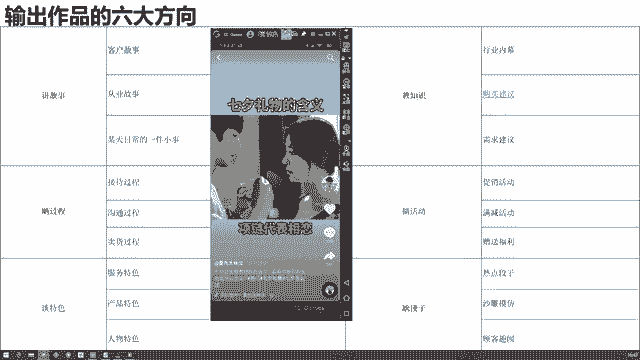 输出作品的六大方向
讲故事
客户故事
从业故事
某天日常的一件小事
晒过程
接待过程
沟通过程
卖货过程
谈特色
服务特色
产品特色
人物特色
七夕礼物的含义
项链代表相恋
教知识
行业内幕
购买建议
需求建议
搞活动
促销活动
满减活动
赠送福利
热点段子
沙雕模仿
顾客趣闻